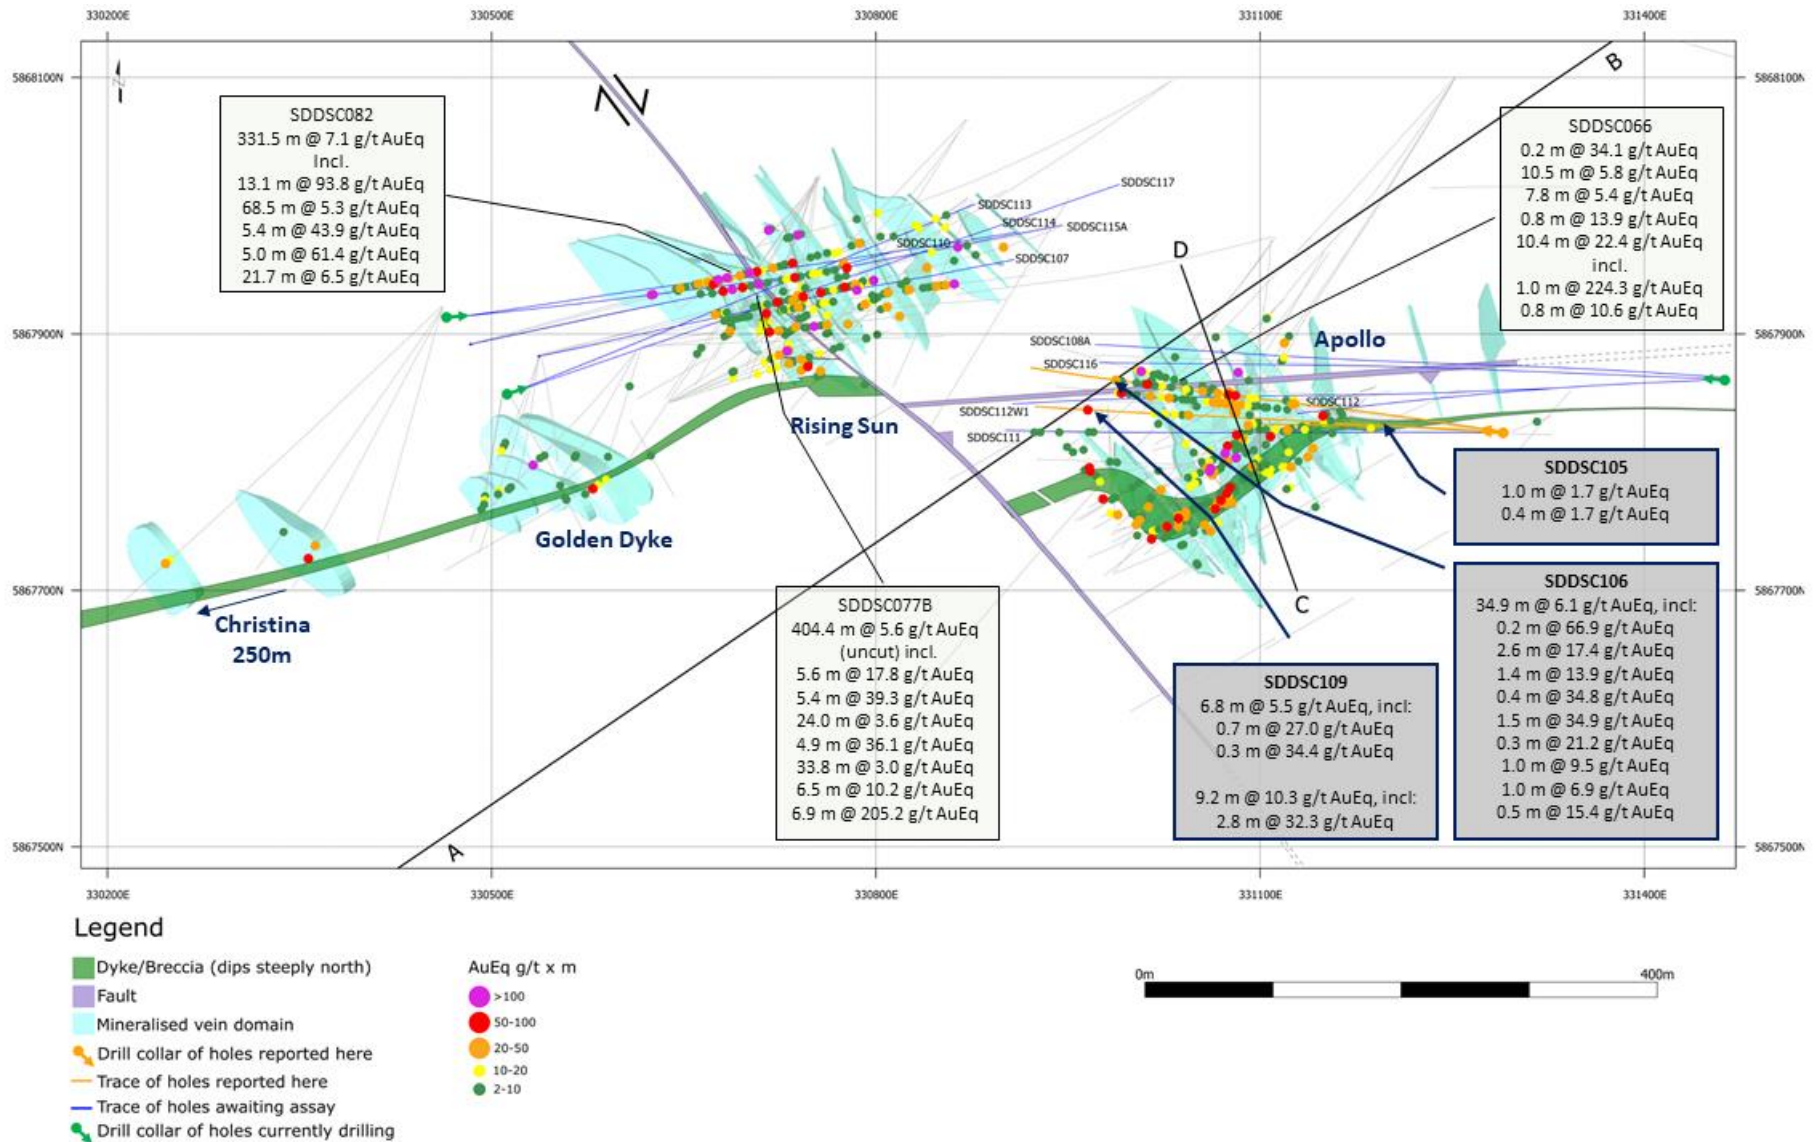 330200E
330500E
330800E
331100E
331400E
5868100N
5868100N
B
SDDSC082
331.5 m @ 7.1 g/t AuEq
Incl.
13.1 m @ 93.8 g/t AuEq
68.5 m @ 5.3 g/t AuEq
5.4 m @ 43.9 g/t AuEq
5.0 m @ 61.4 g/t AuEq
21.7 m @ 6.5 g/t AuEq
SDDSC066
0.2 m @ 34.1 g/t AuEq
10.5 m @ 5.8 g/t AuEq
7.8 m @ 5.4 g/t AuEq
0.8 m @ 13.9 g/t AuEq
10.4 m @ 22.4 g/t AuEq
incl.
1.0 m @ 224.3 g/t AuEq
0.8 m @ 10.6 g/t AuEq
SDDSC117
SDDSC113
SDDSC114
SDDSC115A
SDDSC110
SDDSC107
D
5867900N
5867900N
Apollo
SDDSC108A
SDDSC116
SDDSC112
SDDSC112W1
SDDSC111
Rising Sun
Golden Dyke
SDDSC105
1.0 m @ 1.7 g/t AuEq
0.4 m @ 1.7 g/t AuEq
5867700N
5867700N
C
Christina
250m
SDDSC077B
404.4 m @ 5.6 g/t AuEq
(uncut) incl.
5.6 m @ 17.8 g/t AuEq
5.4 m @ 39.3 g/t AuEq
24.0 m @ 3.6 g/t AuEq
4.9 m @ 36.1 g/t AuEq
33.8 m @ 3.0 g/t AuEq
6.5 m @ 10.2 g/t AuEq
6.9 m @ 205.2 g/t AuEq
SDDSC109
6.8 m @ 5.5 g/t AuEq, incl:
0.7 m @ 27.0 g/t AuEq
0.3 m @ 34.4 g/t AuEq
9.2 m @ 10.3 g/t AuEq, incl:
2.8 m @ 32.3 g/t AuEq
SDDSC106
34.9 m @ 6.1 g/t AuEq, incl:
0.2 m @ 66.9 g/t AuEq
2.6 m @ 17.4 g/t AuEq
1.4 m @ 13.9 g/t AuEq
0.4 m @ 34.8 g/t AuEq
1.5 m @ 34.9 g/t AuEq
0.3 m @ 21.2 g/t AuEq
1.0 m @ 9.5 g/t AuEq
1.0 m @ 6.9 g/t AuEq
0.5 m @ 15.4 g/t AuEq
A
5867500N
5867500N
330200E
330500E
330800E
331100E
331400E
Legend
Dyke/Breccia (dips steeply north)
Fault
Mineralised vein domain
Drill collar of holes reported here
Trace of holes reported here
Trace of holes awaiting assay
Drill collar of holes currently drilling
AuEq g/t x m
>100
50-100
20-50
10-20
2-10
0m
400m